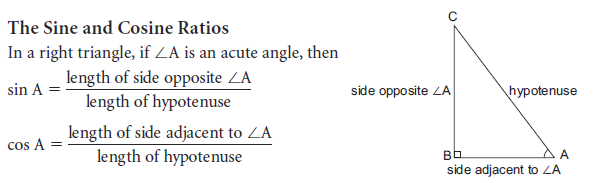 The Sine and Cosine Ratios
In a right triangle, if ∠A is an acute angle, then
sin A = length of side opposite ∠A / length of hypotenuse
cos A = length of side adjacent to ∠A / length of hypotenuse
C
side opposite ∠A
hypotenuse
B
A
side adjacent to ∠A